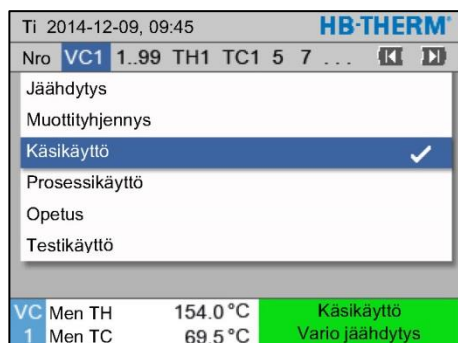 Ti 2014-12-09, 09:45 HB-THERM®
Nro VC1 1..99 TH1 TC1 5 7 ...
Jäähdytys
Muottityhjennys
Käsikäyttö
Prosessikäyttö
Opetus
Testikäyttö
VC Men TH 154.0 °C Käsikäyttö
1 Men TC 69.5 °C Vario jäähdytys